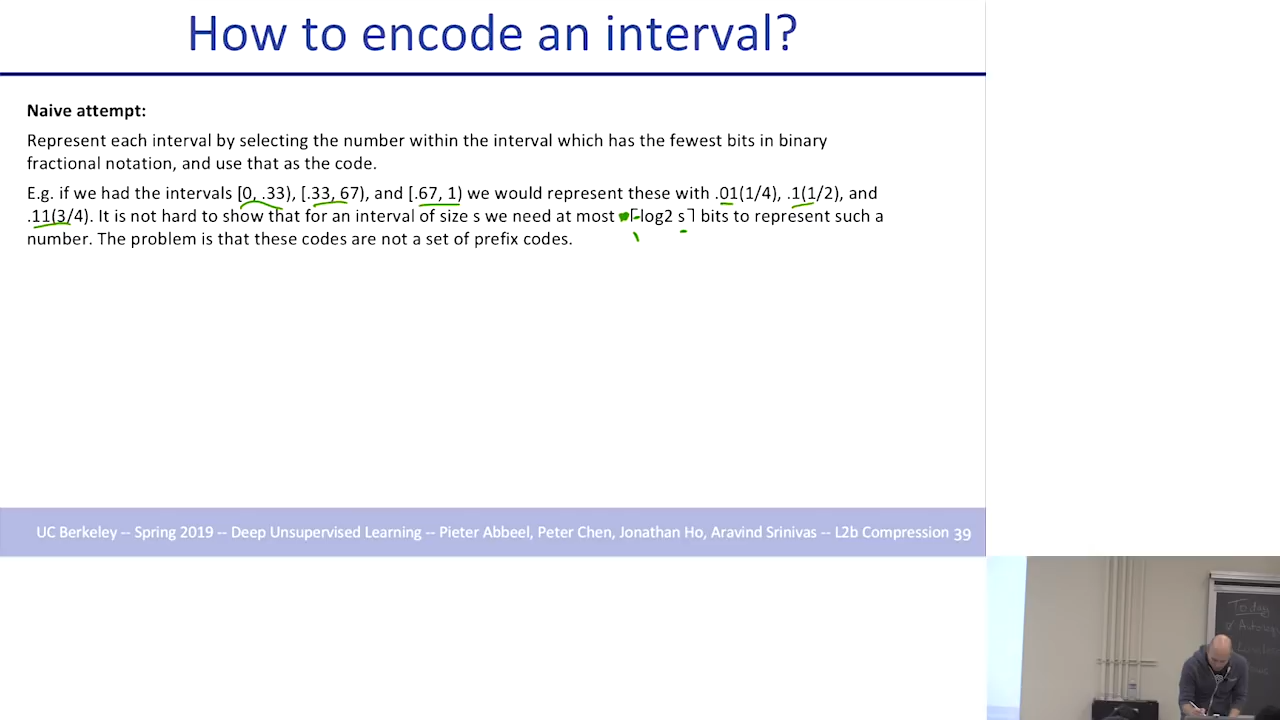 How to encode an interval?
Naive attempt:
Represent each interval by selecting the number within the interval which has the fewest bits in binary
fractional notation, and use that as the code.
E.g. if we had the intervals [0, .33), [.33, 67), and [.67, 1) we would represent these with .01(1/4), .1(1/2), and
.11(3/4). It is not hard to show that for an interval of size s we need at most ⌈-log2 s⌉ bits to represent such a
number. The problem is that these codes are not a set of prefix codes.
UC Berkeley -- Spring 2019 -- Deep Unsupervised Learning -- Pieter Abbeel, Peter Chen, Jonathan Ho, Aravind Srinivas -- L2b Compression 39
Today